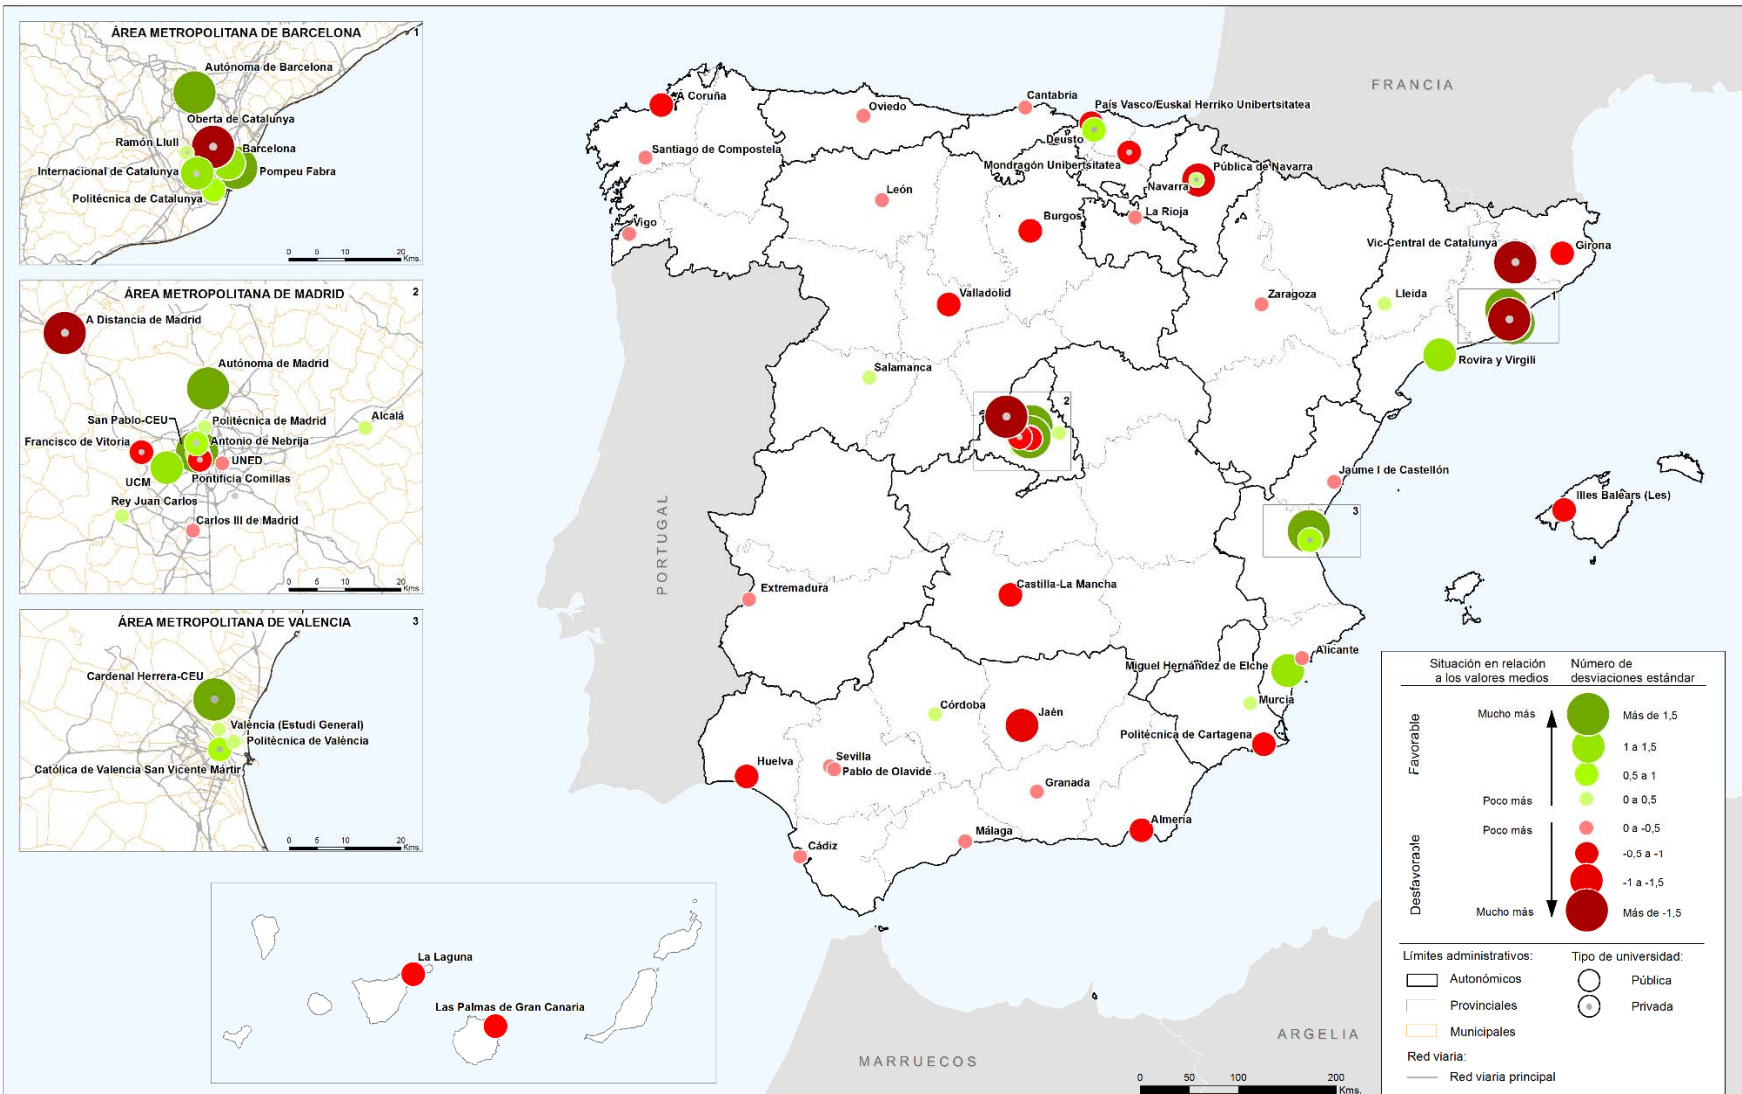 ÁREA METROPOLITANA DE BARCELONA
1
Autónoma de Barcelona
Oberta de Catalunya
Ramón Llull
Barcelona
Internacional de Catalunya
Pompeu Fabra
Politécnica de Catalunya
0 5 10 20
Kms.
ÁREA METROPOLITANA DE MADRID
2
A Distancia de Madrid
Autónoma de Madrid
San Pablo-CEU
Politécnica de Madrid
Alcalá
Francisco de Vitoria
Antonio de Nebrija
UNED
UCM
Pontificia Comillas
Rey Juan Carlos
Carlos III de Madrid
0 5 10 20
Kms.
ÁREA METROPOLITANA DE VALENCIA
3
Cardenal Herrera-CEU
València (Estudi General)
Politècnica de València
Católica de Valencia San Vicente Mártir
0 5 10 20
Kms.
La Laguna
Las Palmas de Gran Canaria
FRANCIA
PORTUGAL
MARRUECOS
ARGELIA
A Coruña
Oviedo
Cantabria
País Vasco/Euskal Herriko Unibertsitatea
Deusto
Santiago de Compostela
Mondragón Unibertsitatea
Pública de Navarra
Navarra
León
Vigo
Burgos
La Rioja
Vic-Central de Catalunya
Girona
Valladolid
Zaragoza
Lleida
1
Rovira y Virgili
Salamanca
2
Jaume I de Castellón
Illes Balears (Les)
3
Extremadura
Castilla-La Mancha
Alicante
Miguel Hernández de Elche
Murcia
Córdoba
Jaén
Politécnica de Cartagena
Sevilla
Huelva
Pablo de Olavide
Granada
Almería
Málaga
Cádiz
0 50 100 200
Kms.
Situación en relación
a los valores medios
Número de
desviaciones estándar
Favorable
Mucho más
Más de 1,5
1 a 1,5
0,5 a 1
Poco más
0 a 0,5
Desfavorable
Poco más
0 a -0,5
-0,5 a -1
-1 a -1,5
Mucho más
Más de -1,5
Límites administrativos:
Autonómicos
Provinciales
Municipales
Red viaria:
Red viaria principal
Tipo de universidad:
Pública
Privada